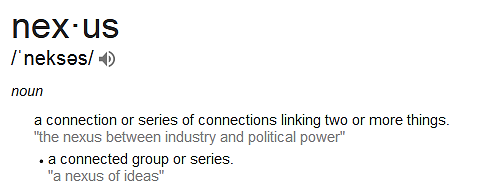 nex·us
/ˈneksəs/
noun
a connection or series of connections linking two or more things.
"the nexus between industry and political power"
• a connected group or series.
"a nexus of ideas"